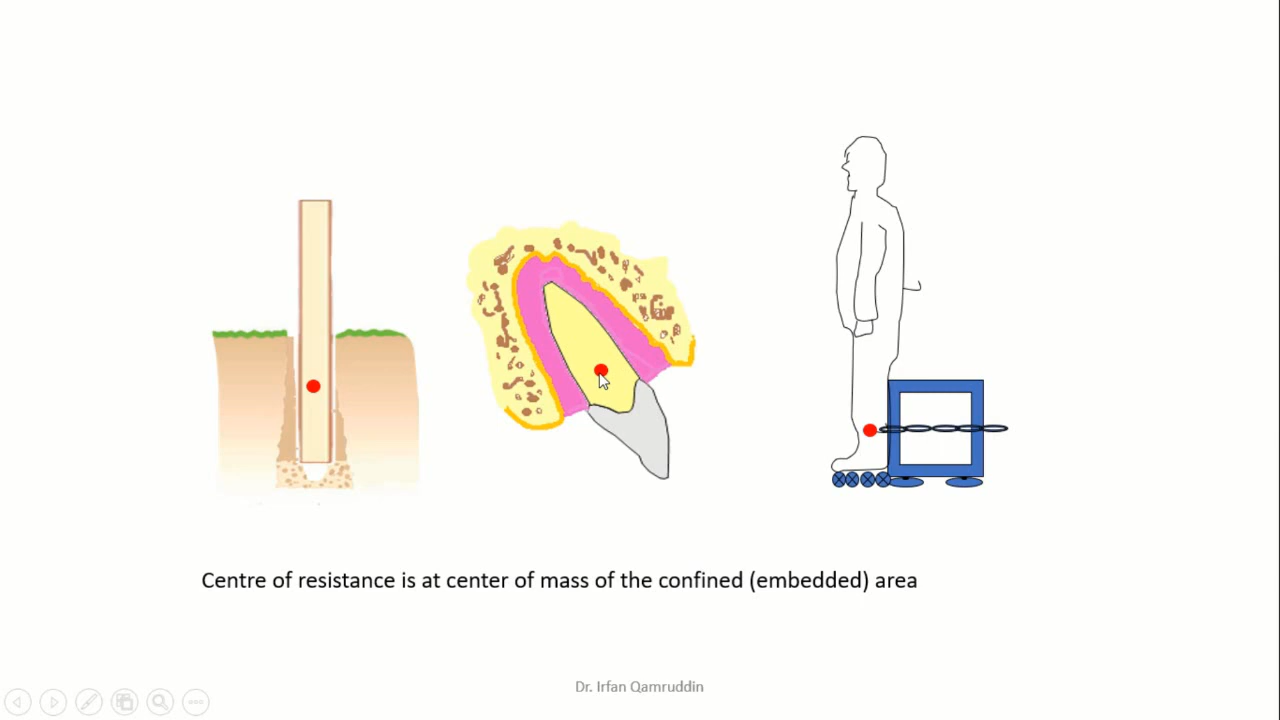 Centre of resistance is at center of mass of the confined (embedded) area
Dr. Irfan Qamruddin